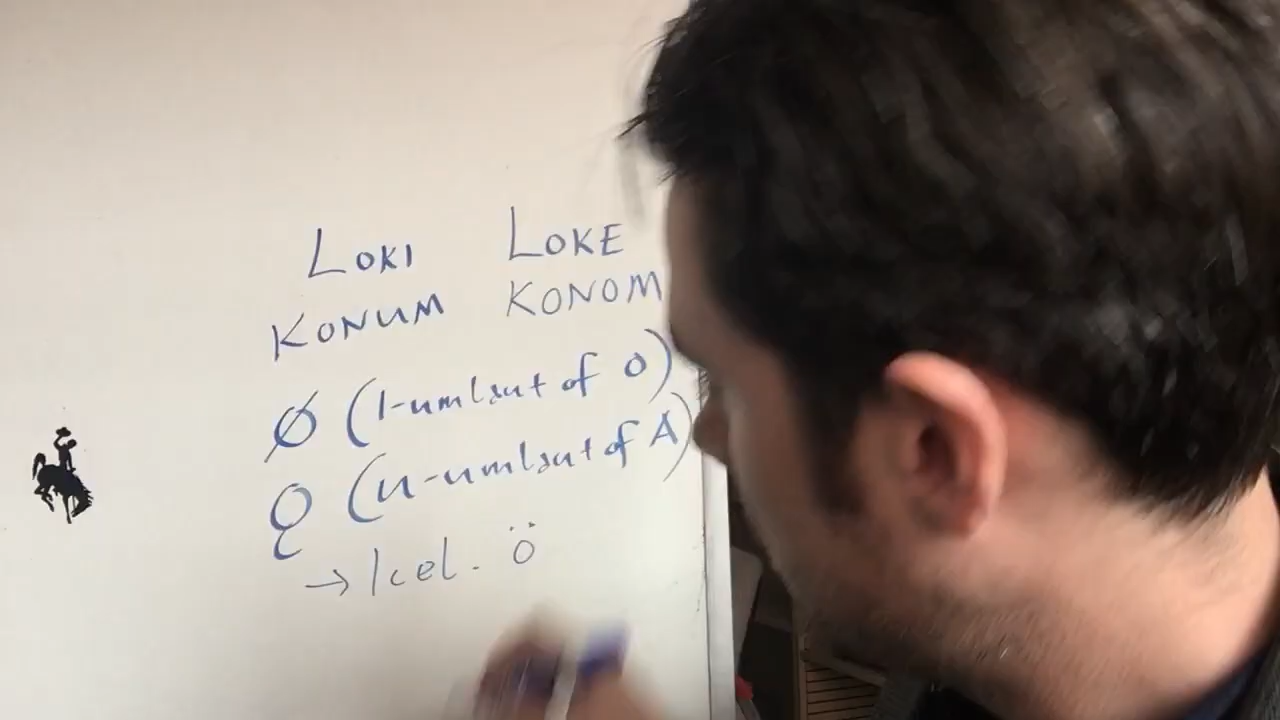 LOKI LOKE
KONUM KONOM
Ø (I-umlaut of O)
Ǫ (u-umlaut of A)
→ Icel. ö